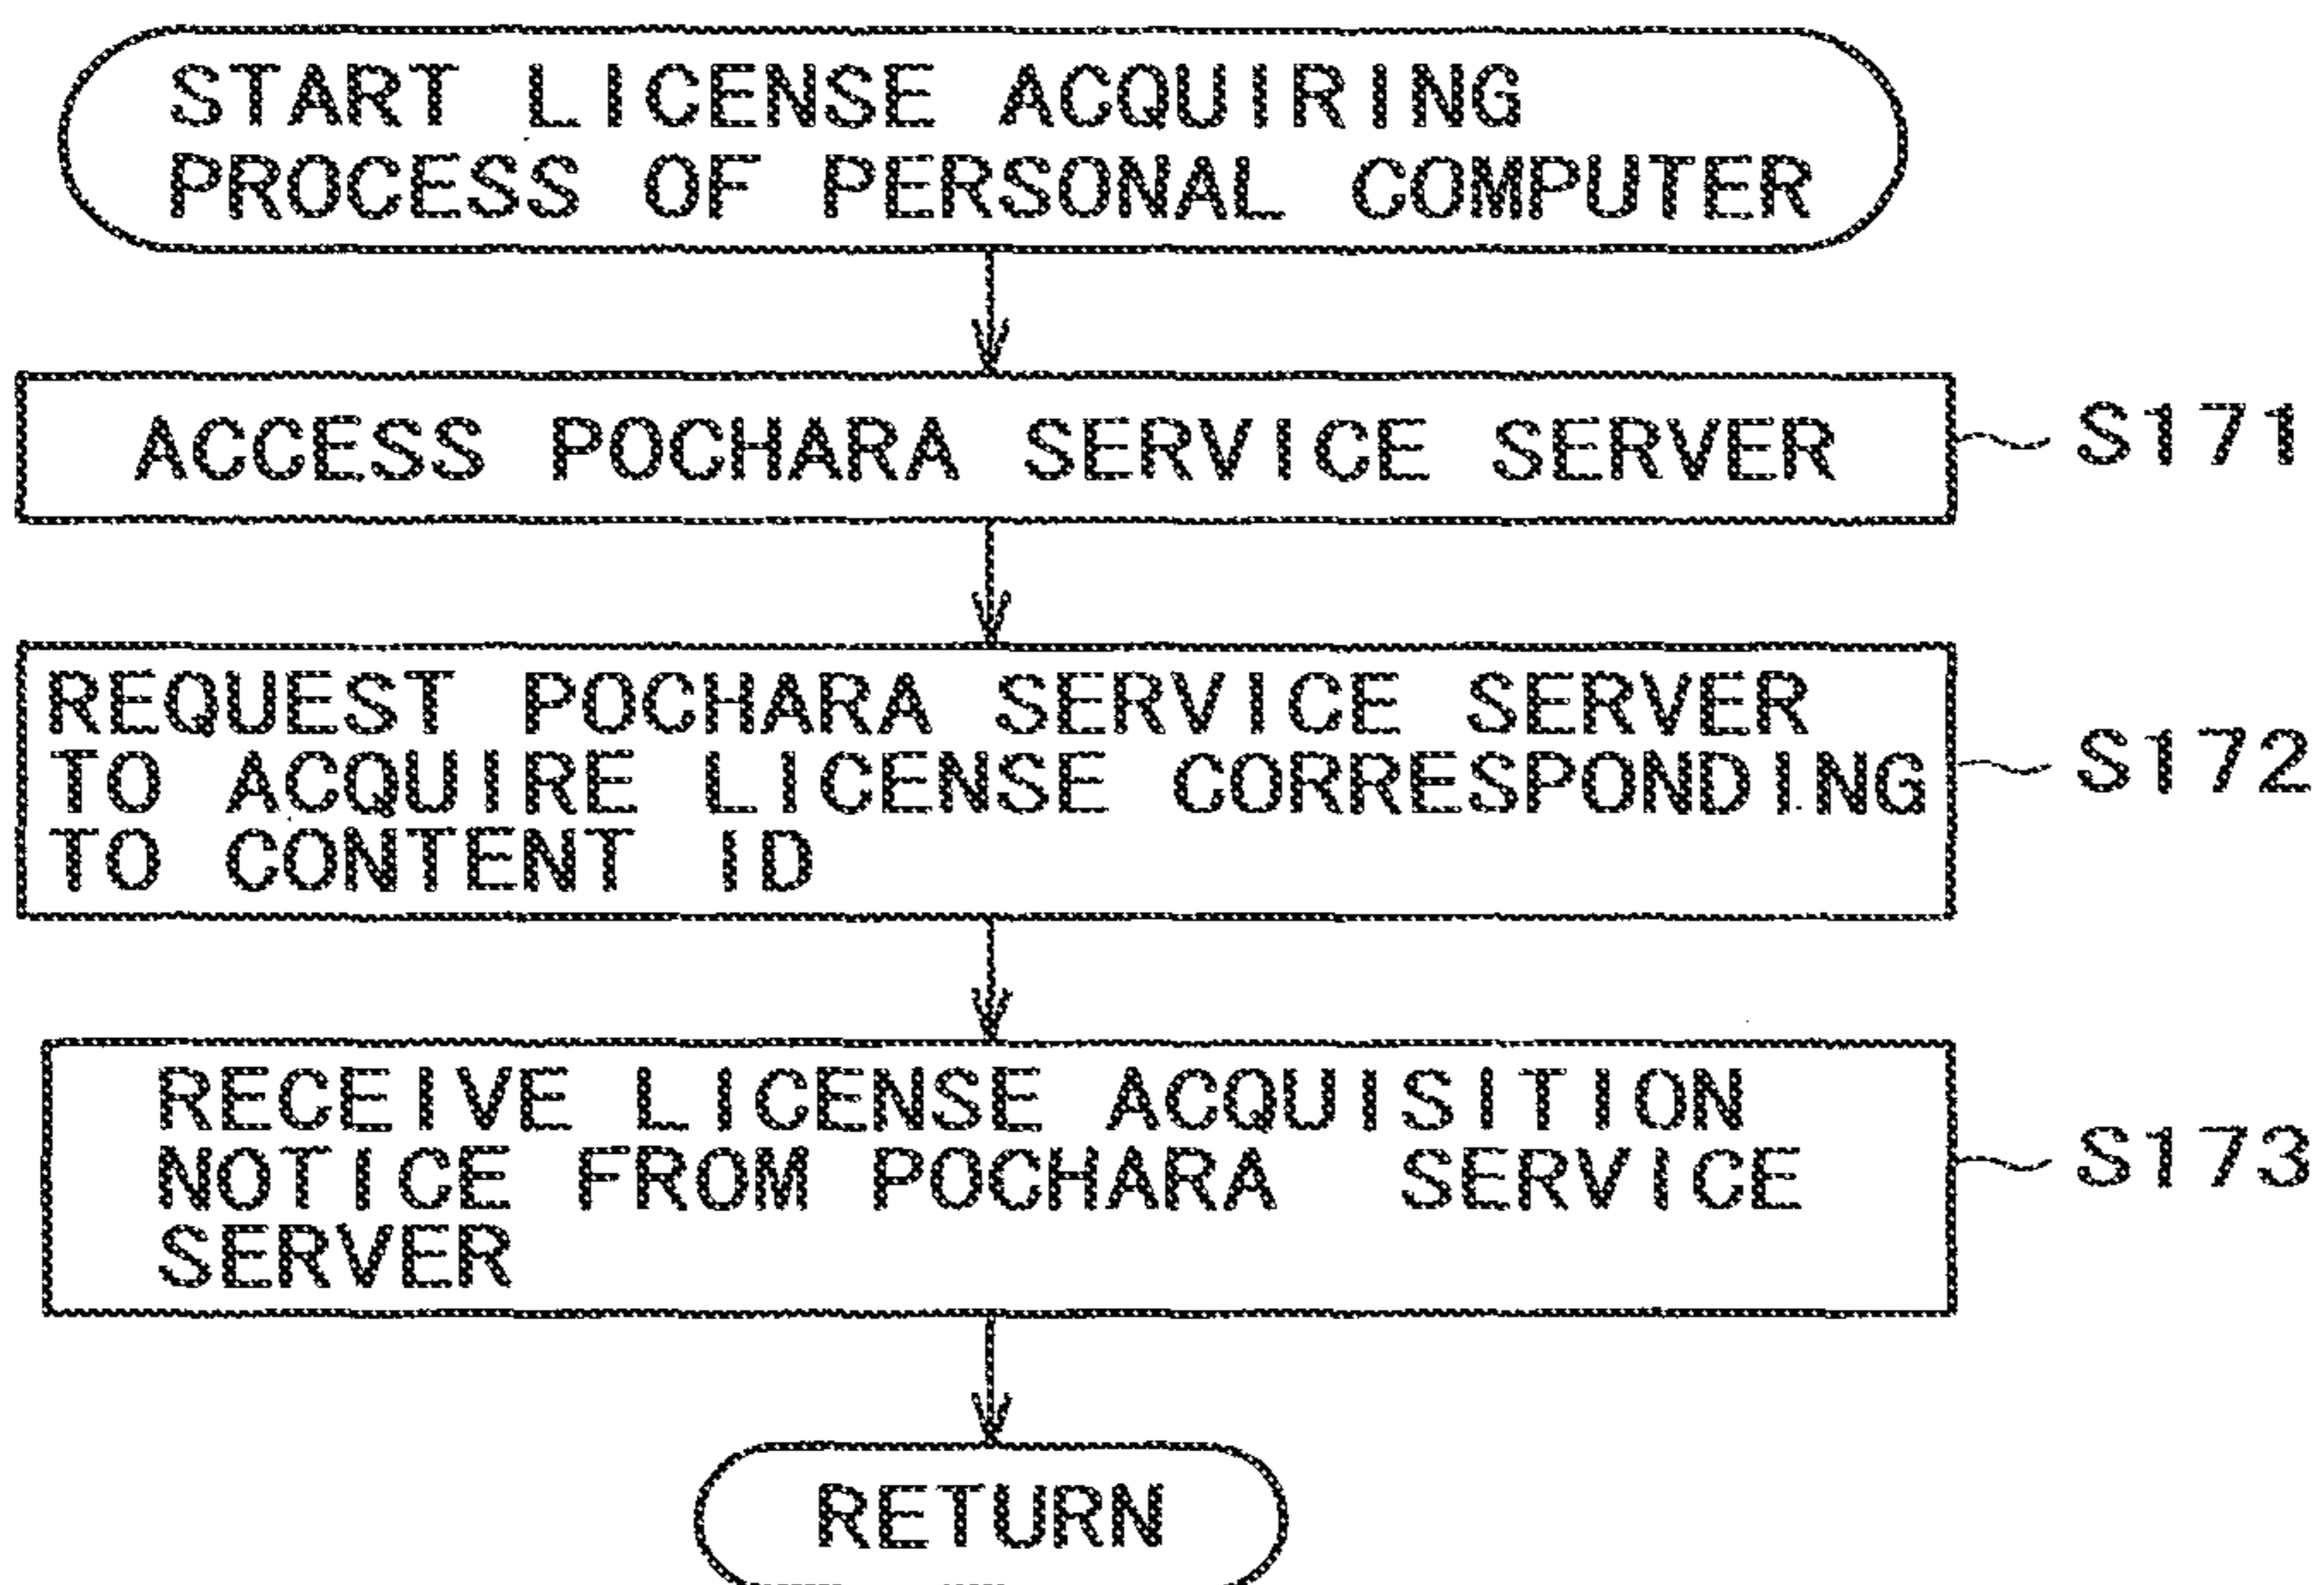 START LICENSE ACQUIRING
PROCESS OF PERSONAL COMPUTER
ACCESS POCHARA SERVICE SERVER
S171
REQUEST POCHARA SERVICE SERVER
TO ACQUIRE LICENSE CORRESPONDING
TO CONTENT ID
S172
RECEIVE LICENSE ACQUISITION
NOTICE FROM POCHARA SERVICE
SERVER
S173
RETURN